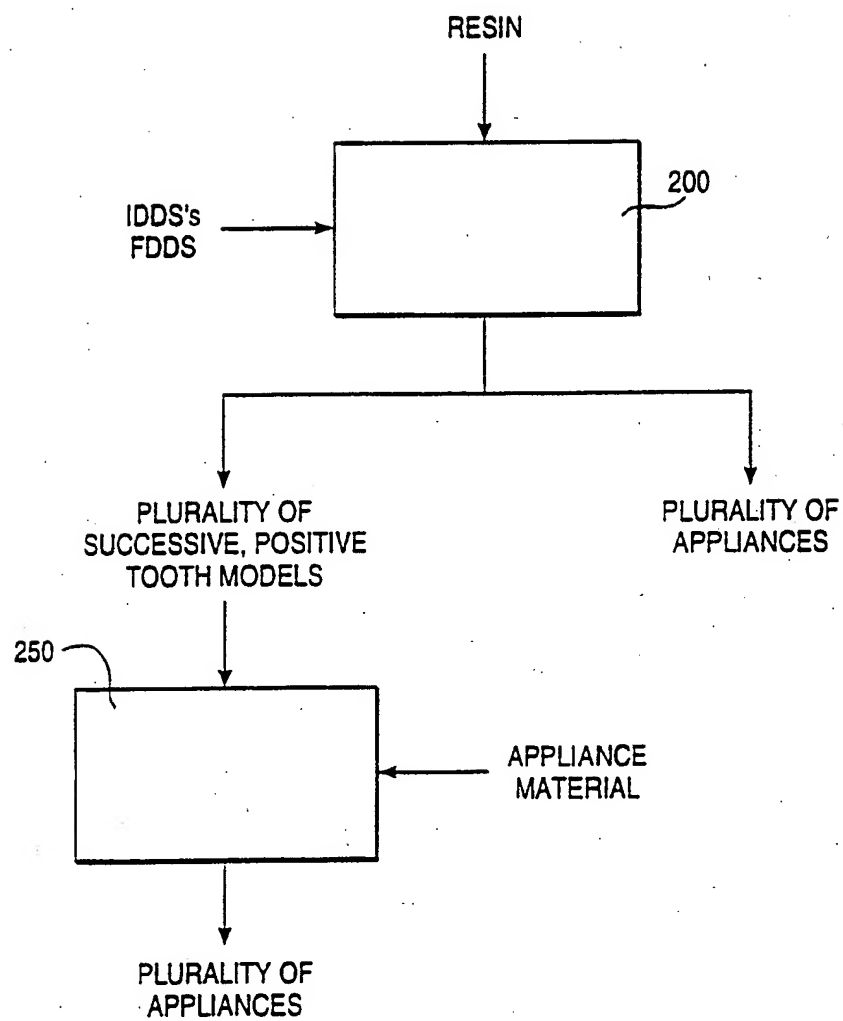 RESIN
200
IDDS's
FDDS
PLURALITY OF
SUCCESSIVE, POSITIVE
TOOTH MODELS
PLURALITY OF
APPLIANCES
250
APPLIANCE
MATERIAL
PLURALITY OF
APPLIANCES